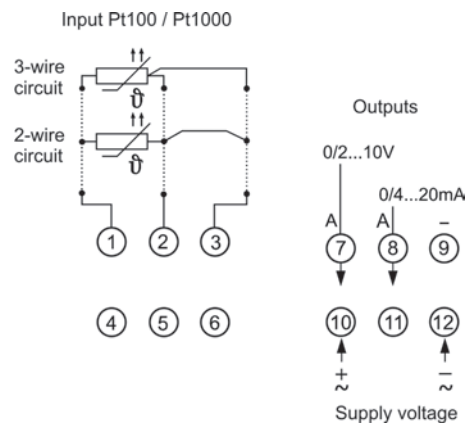 Input Pt100 / Pt1000
3-wire
circuit
ϑ
2-wire
circuit
ϑ
Outputs
0/2...10V
0/4...20mA
A A –
1 2 3 7 8 9
4 5 6 10 11 12
+ –
~ ~
Supply voltage